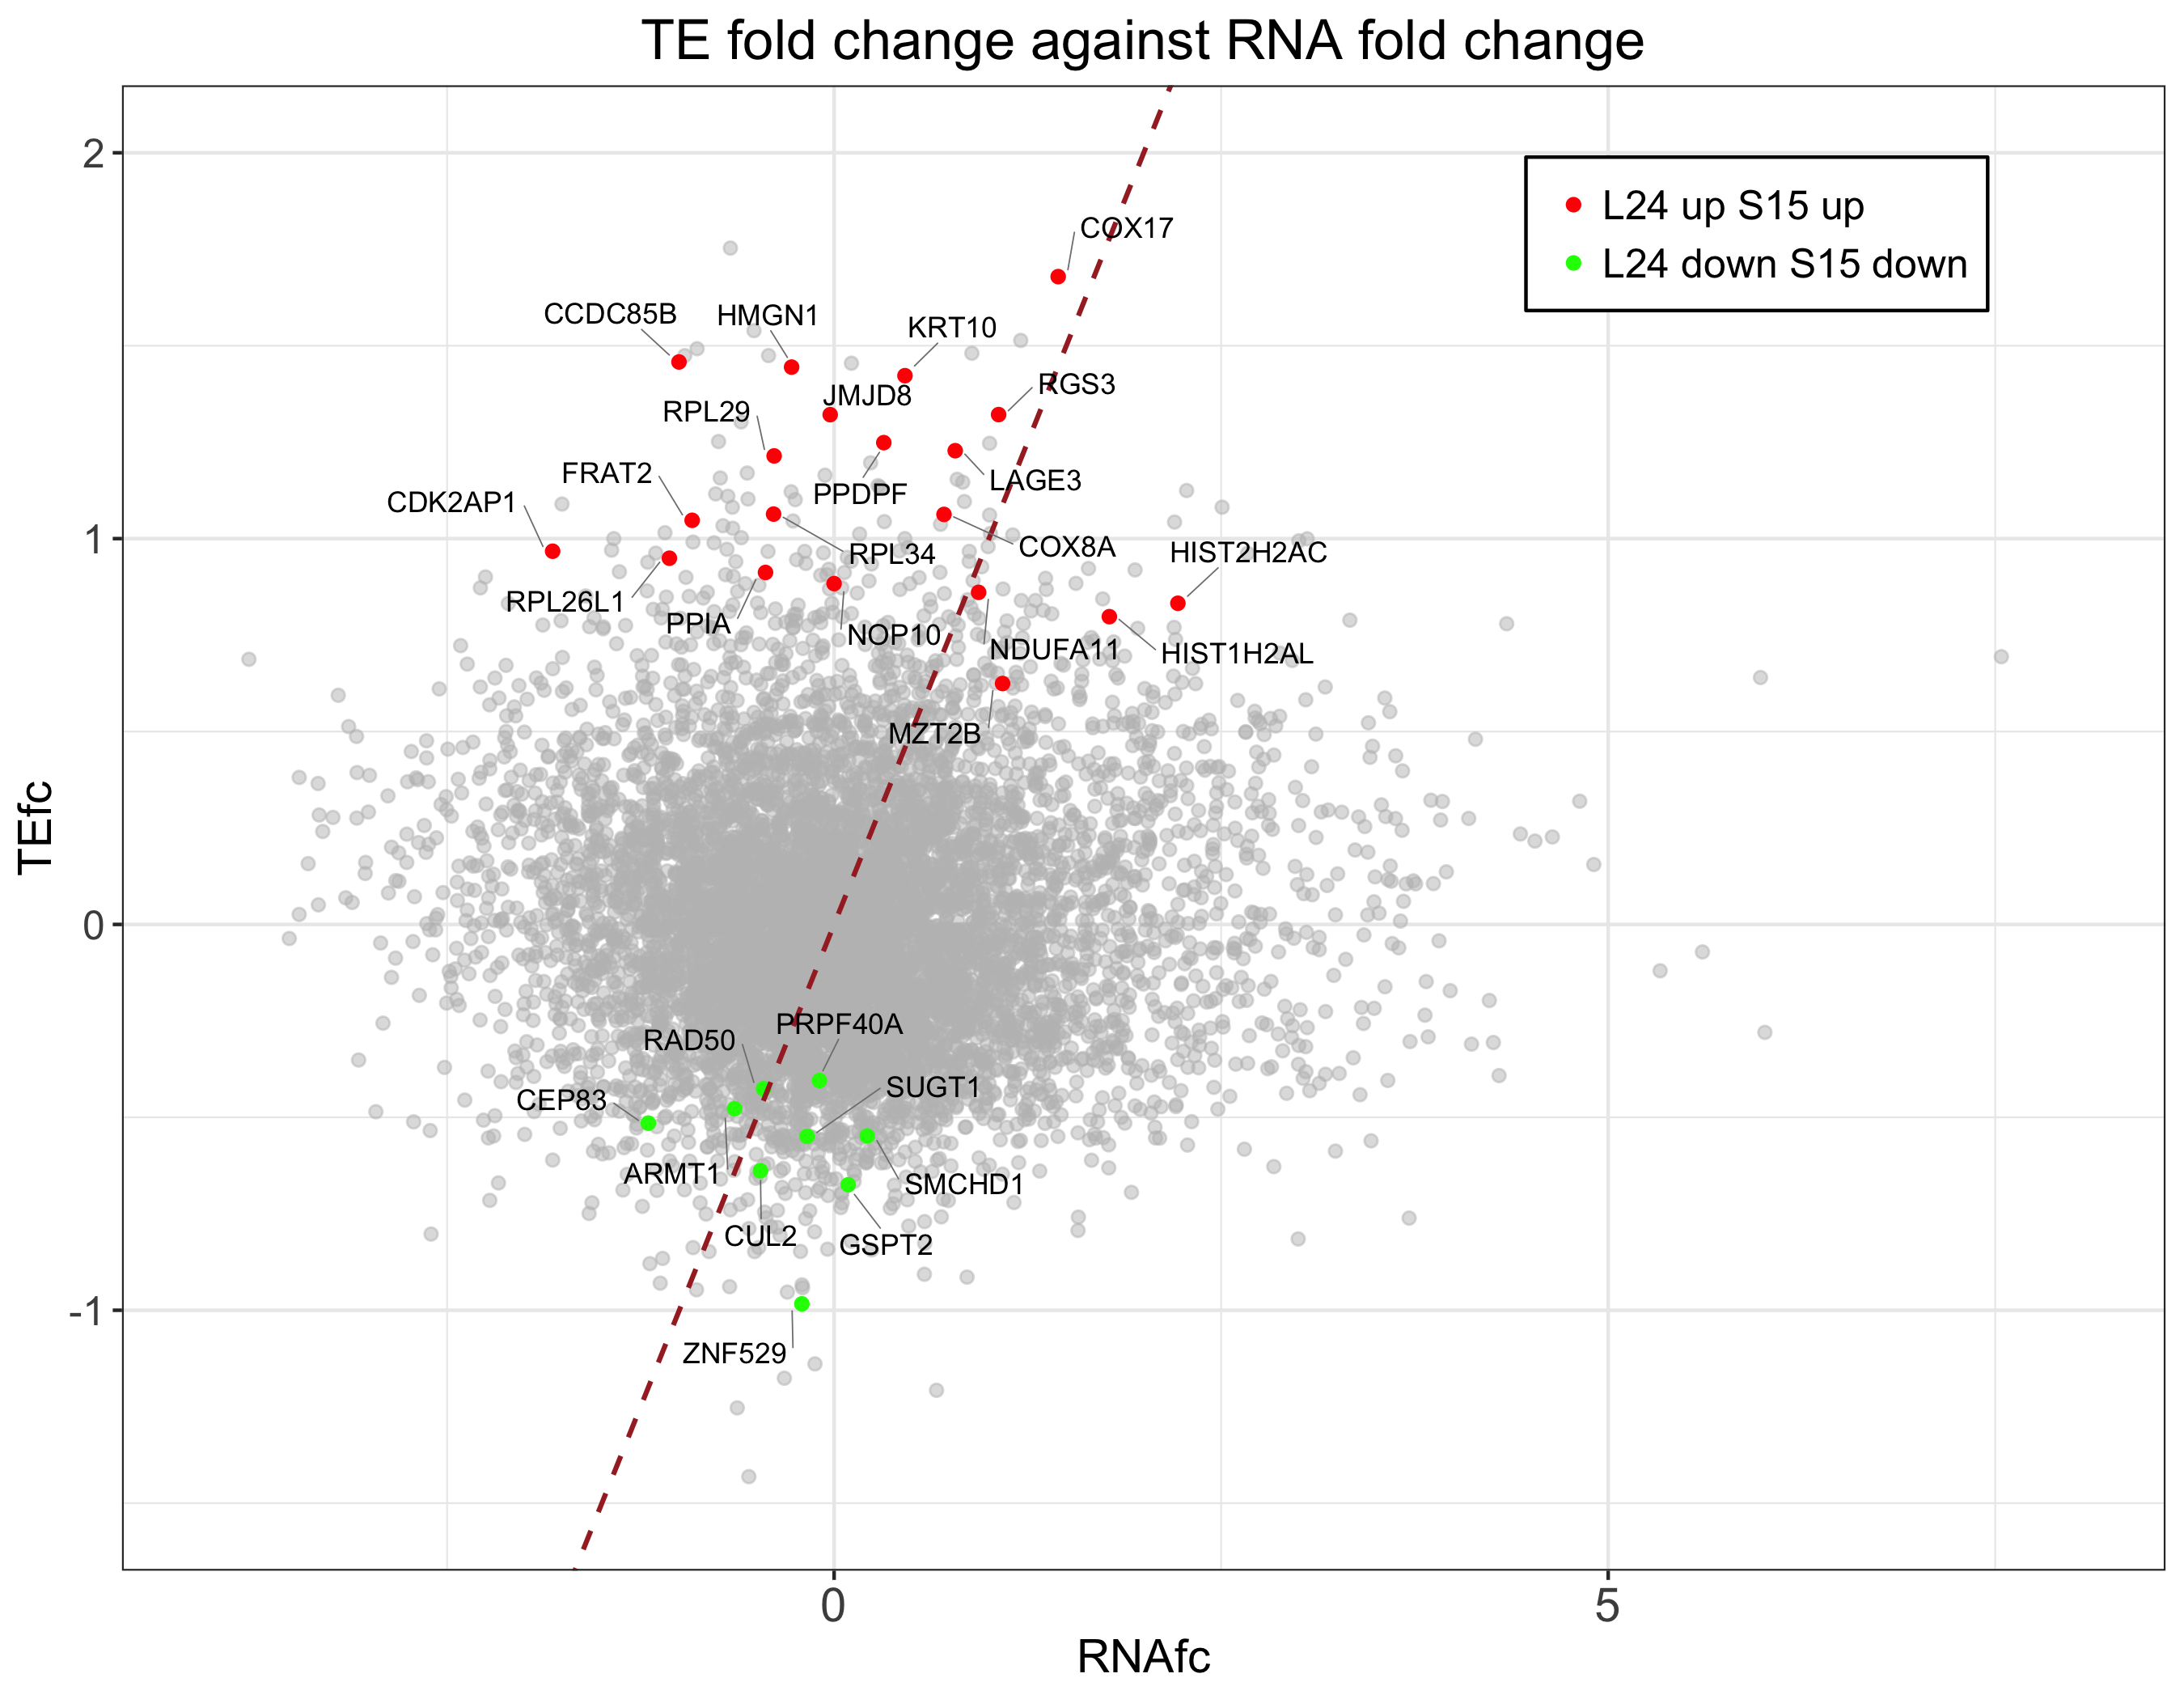 TE fold change against RNA fold change
2
L24 up S15 up
COX17
L24 down S15 down
CCDC85B
HMGN1
KRT10
RGS3
JMJD8
RPL29
FRAT2
LAGE3
PPDPF
CDK2AP1
1
COX8A
HIST2H2AC
RPL34
RPL26L1
PPIA
NOP10
NDUFA11
HIST1H2AL
MZT2B
TEfc
0
PRPF40A
RAD50
SUGT1
CEP83
ARMT1
SMCHD1
CUL2
GSPT2
-1
ZNF529
0
5
RNAfc